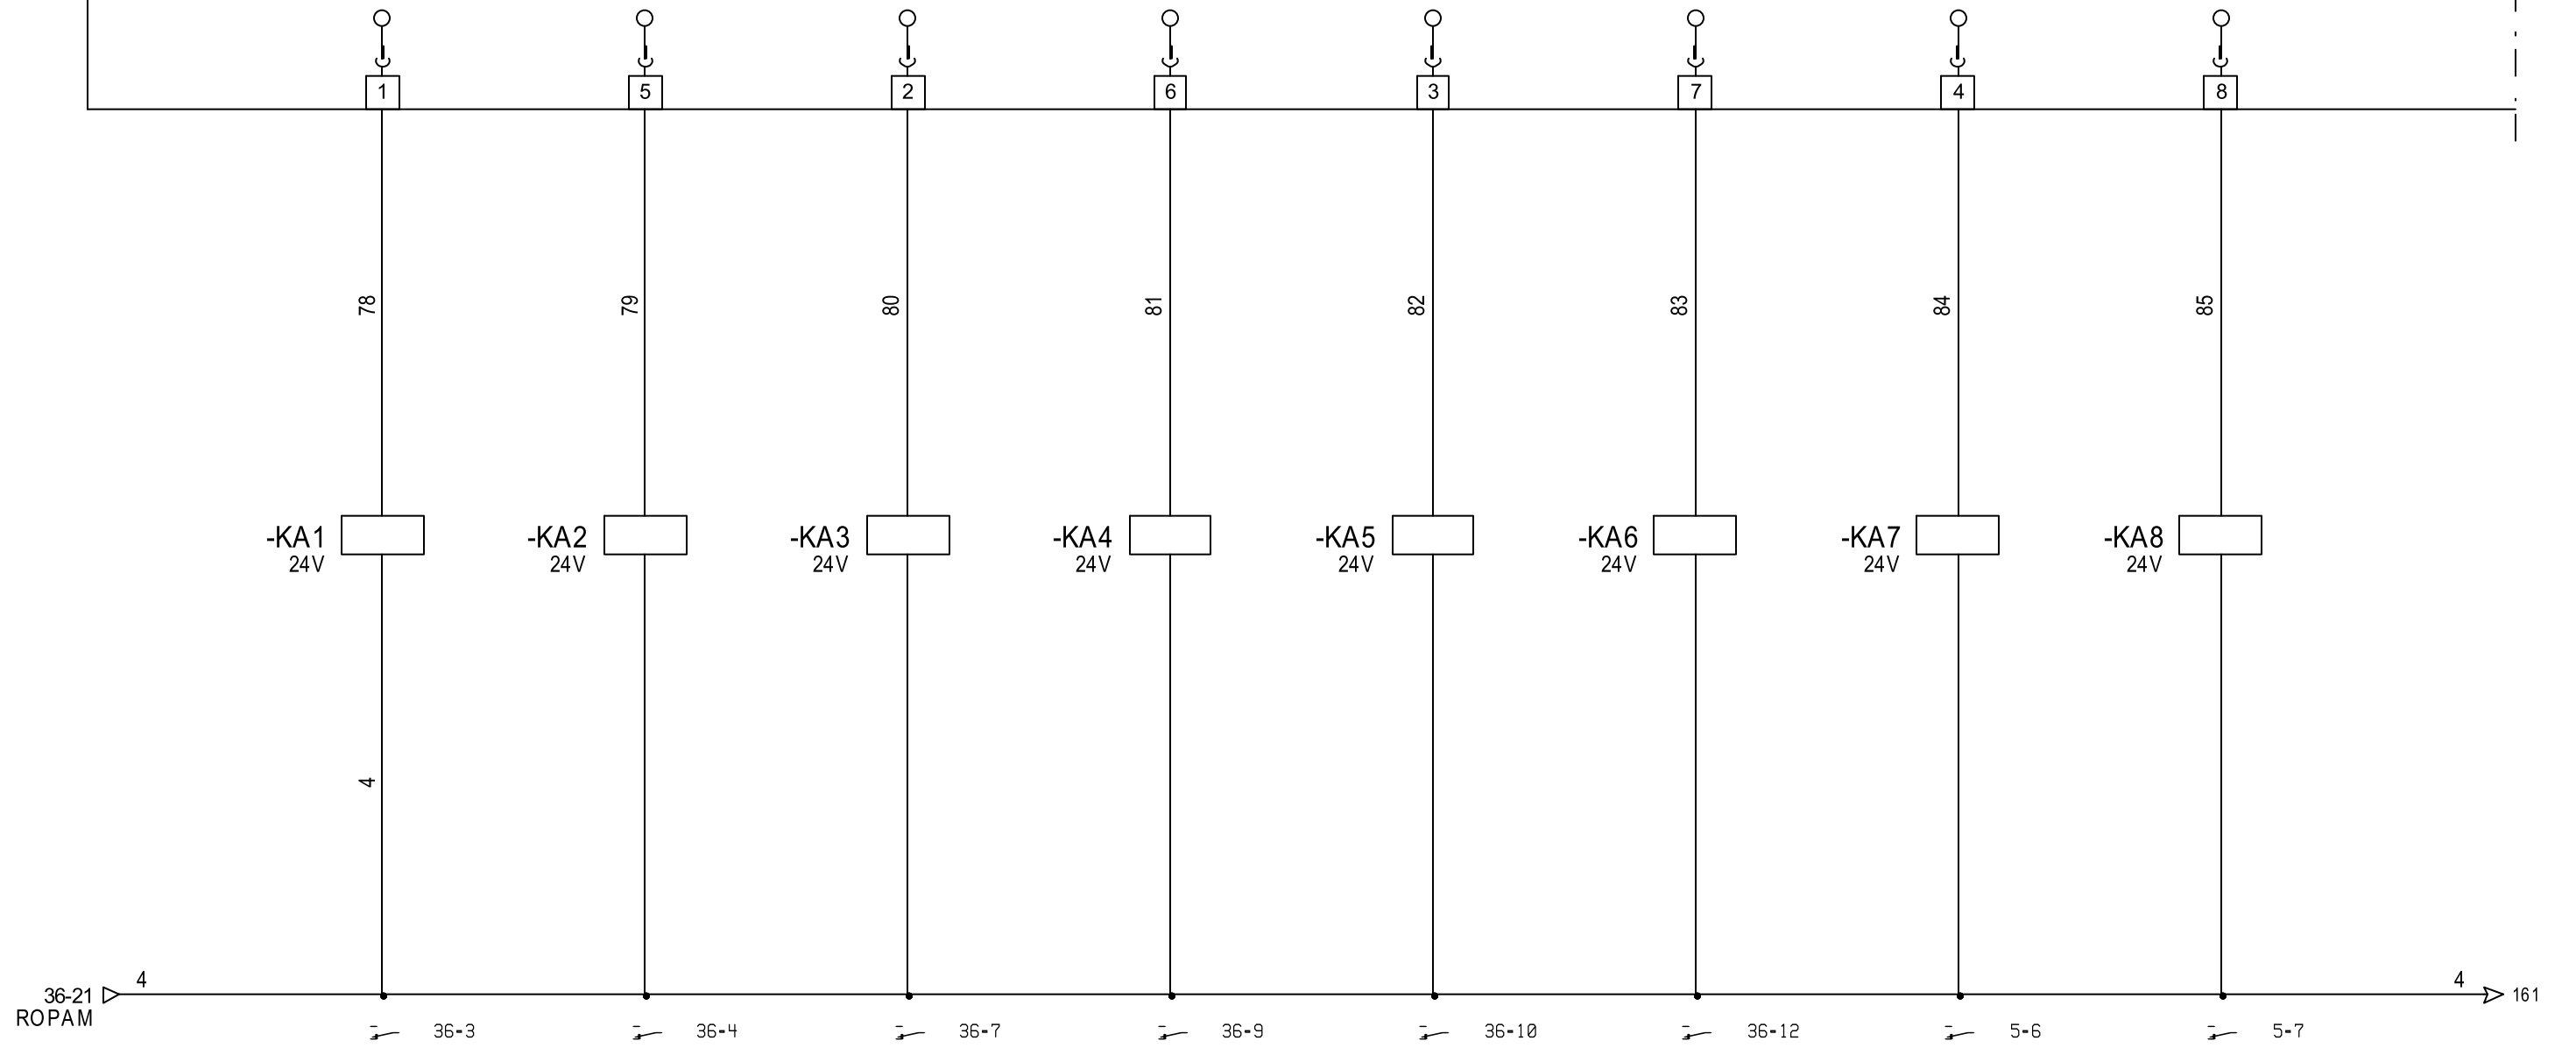 1 5 2 6 3 7 4 8
78 79 80 81 82 83 84 85
-KA1 -KA2 -KA3 -KA4 -KA5 -KA6 -KA7 -KA8
24V 24V 24V 24V 24V 24V 24V 24V
4
4 4
36-21 161
ROPAM
36-3 36-4 36-7 36-9 36-10 36-12 5-6 5-7